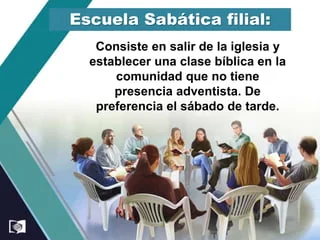 Escuela Sabática filial:
Consiste en salir de la iglesia y
establecer una clase bíblica en la
comunidad que no tiene
presencia adventista. De
preferencia el sábado de tarde.